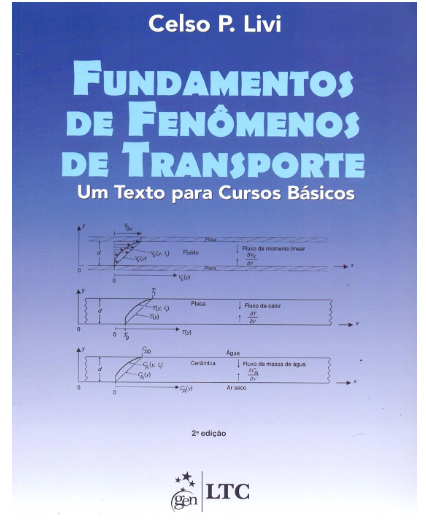 Celso P. Livi
FUNDAMENTOS
DE FENÔMENOS
DE TRANSPORTE
Um Texto para Cursos Básicos
Placa
Fluido
Fluxo de momento linear
Placa
Placa
Fluxo de calor
T(y)
Água
Cerâmica
Fluxo de massa de água
Ar seco
2ª edição
gen LTC